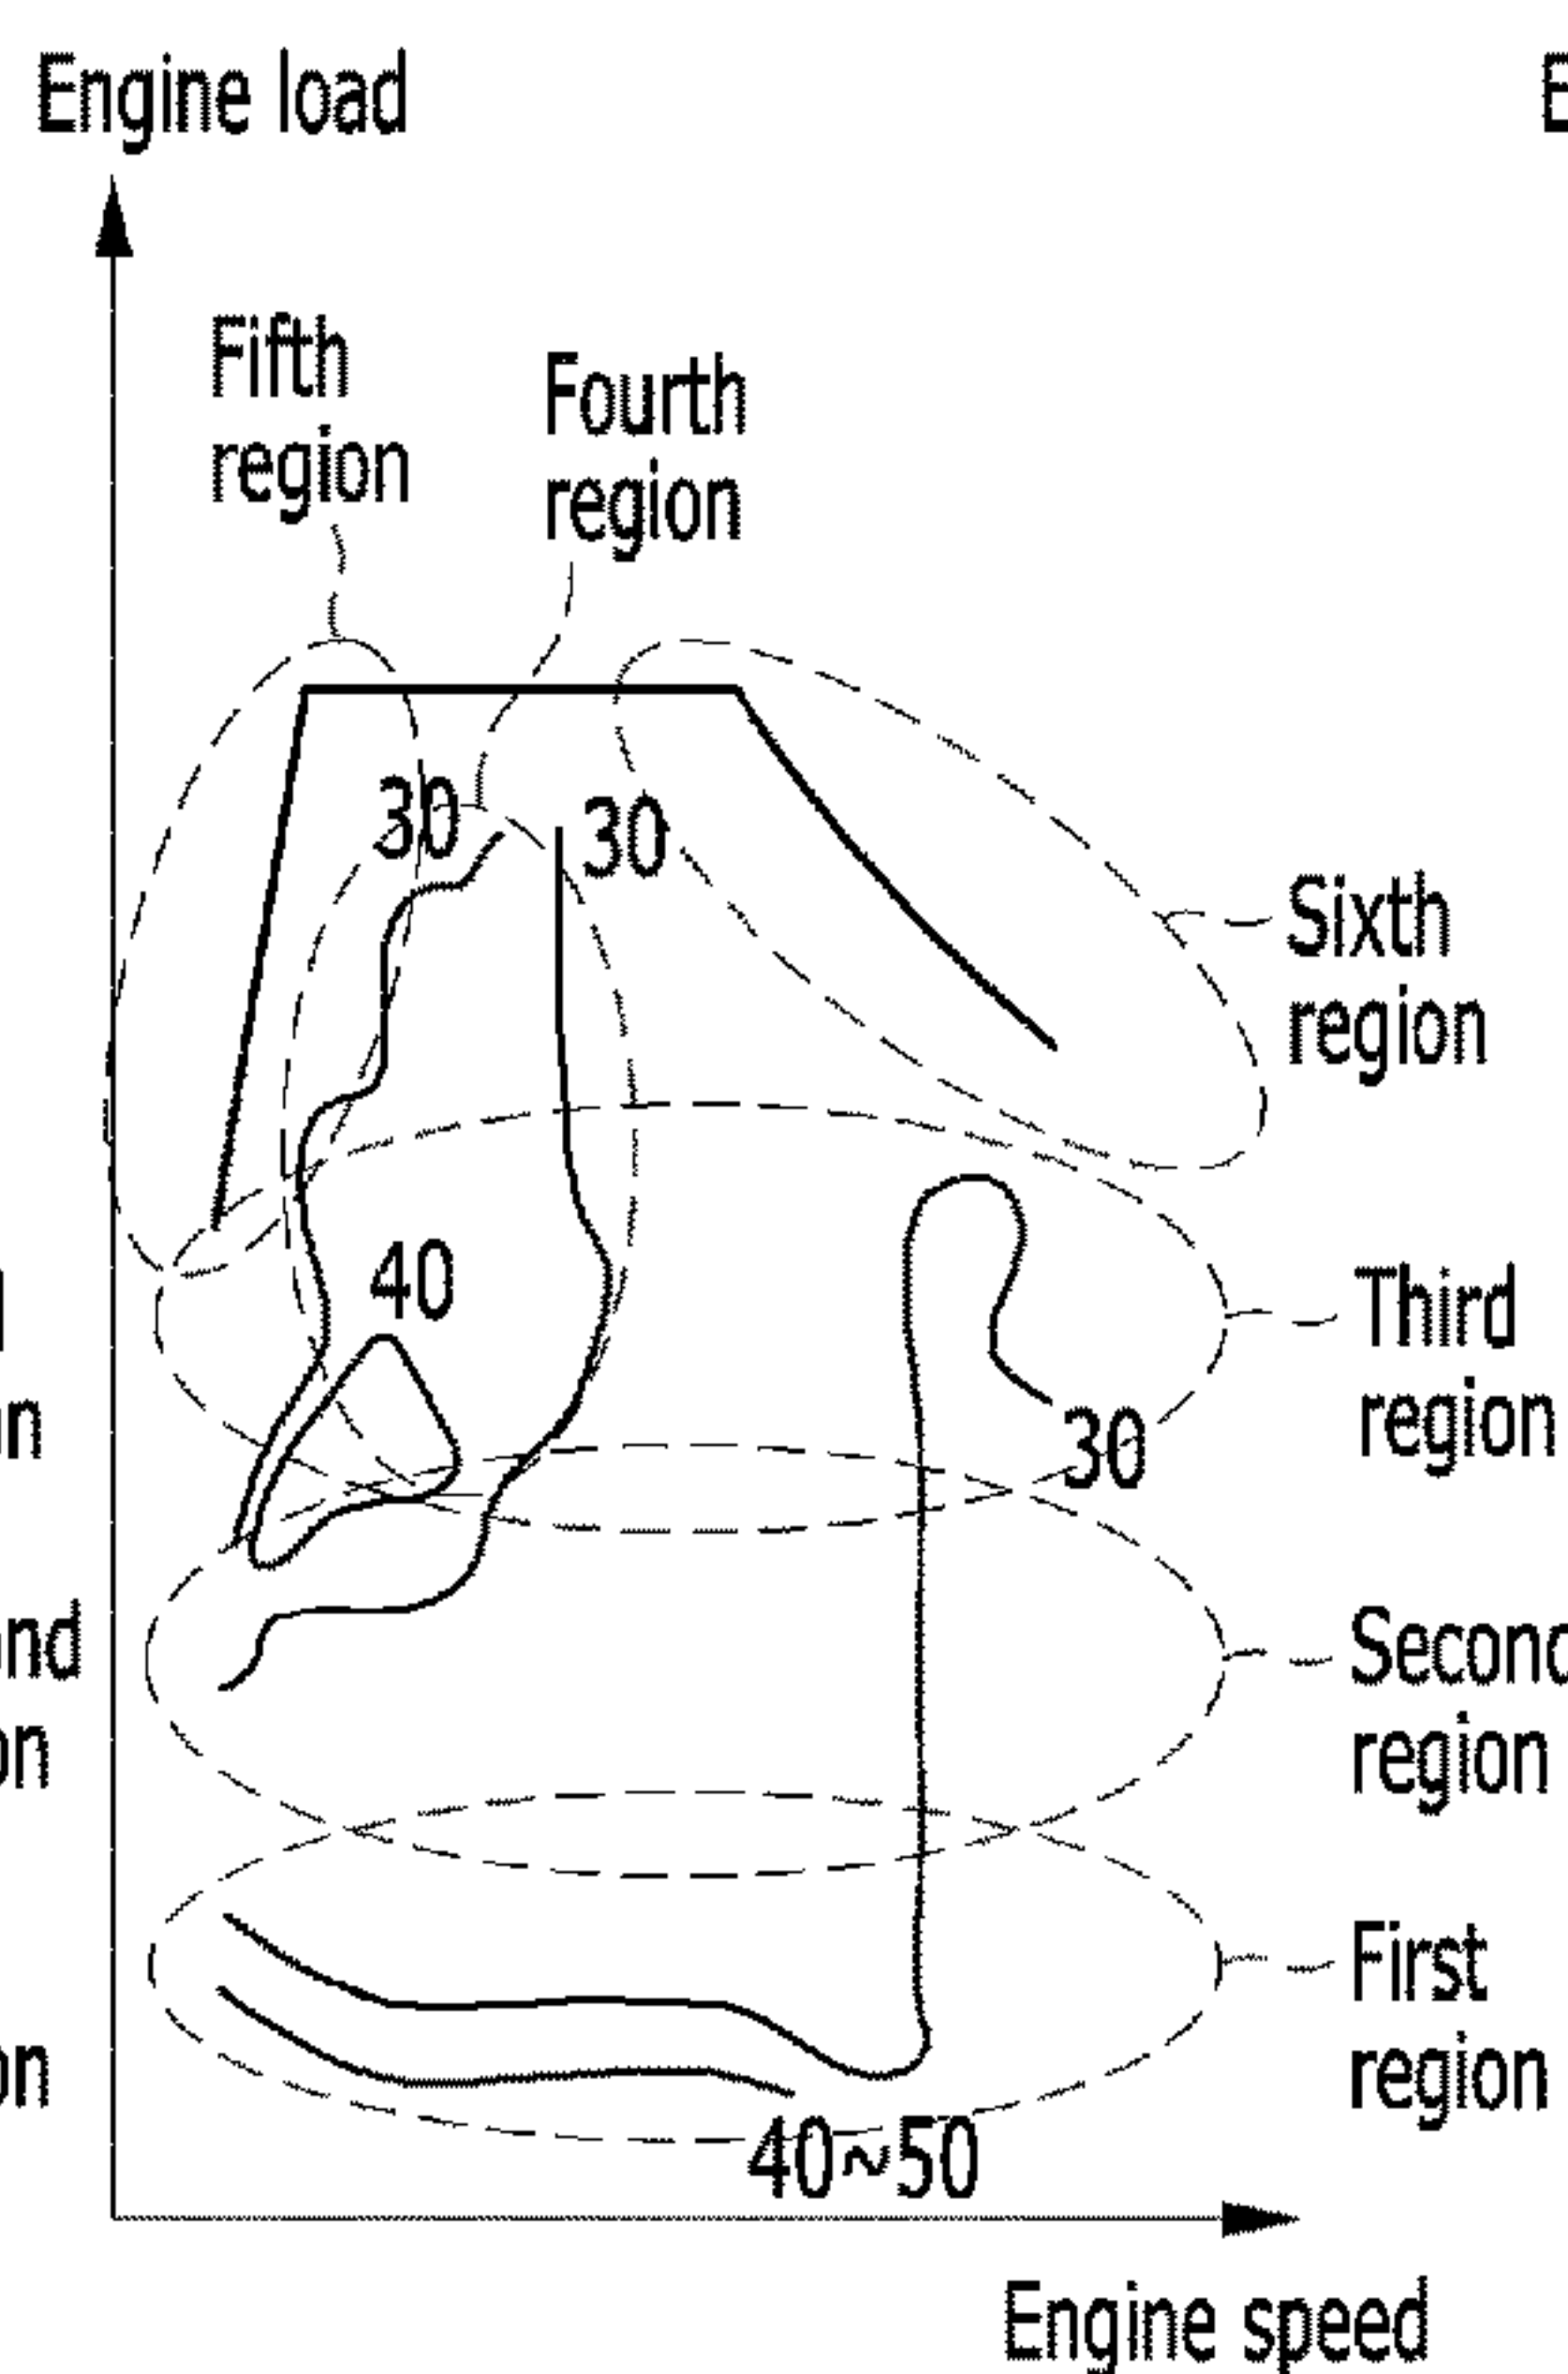 Engine load
Fifth
region
Fourth
region
30
30
Sixth
region
40
Third
region
30
Second
region
First
region
40~50
Engine speed